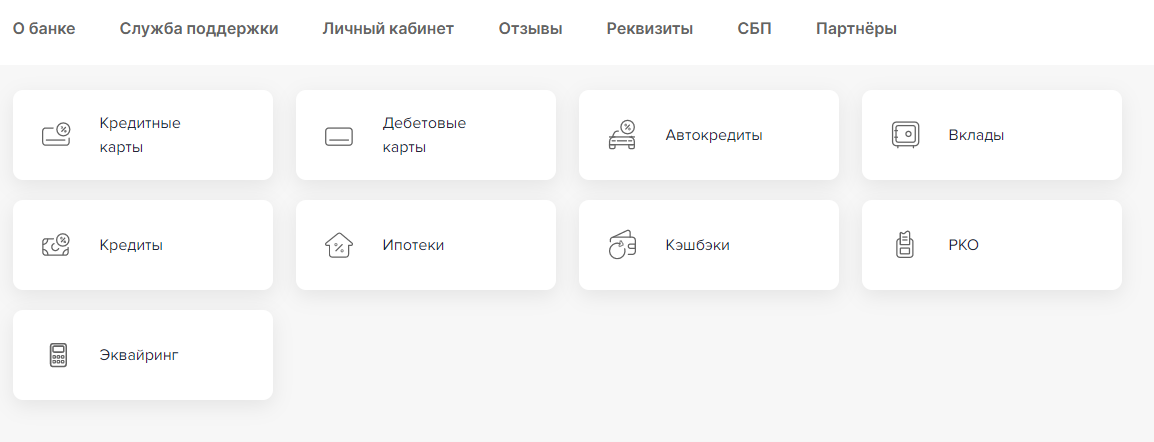 О банке Служба поддержки Личный кабинет Отзывы Реквизиты СБП Партнёры
Кредитные
карты
Дебетовые
карты
Автокредиты
Вклады
Кредиты
Ипотеки
Кэшбэки
РКО
Эквайринг